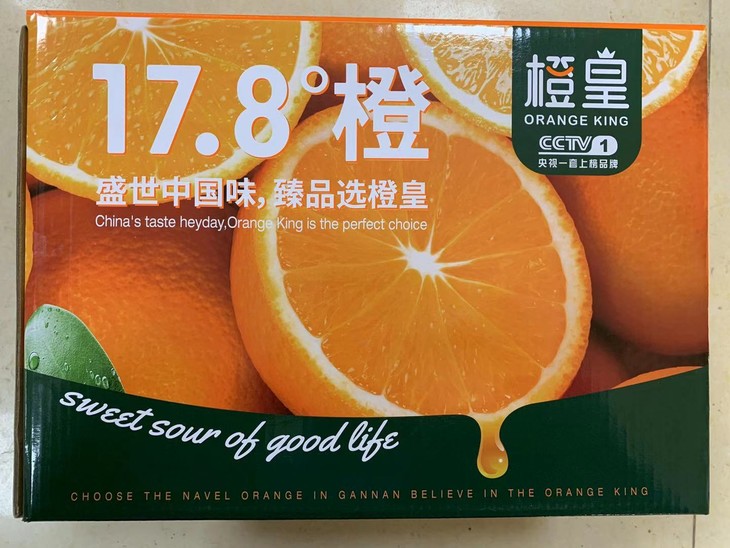 17.8°橙
盛世中国味,臻品选橙皇
China's taste heyday,Orange King is the perfect choice
橙皇
ORANGE KING
CCTV 1
央视一套上榜品牌
sweet sour of good life
CHOOSE THE NAVEL ORANGE IN GANNAN BELIEVE IN THE ORANGE KING